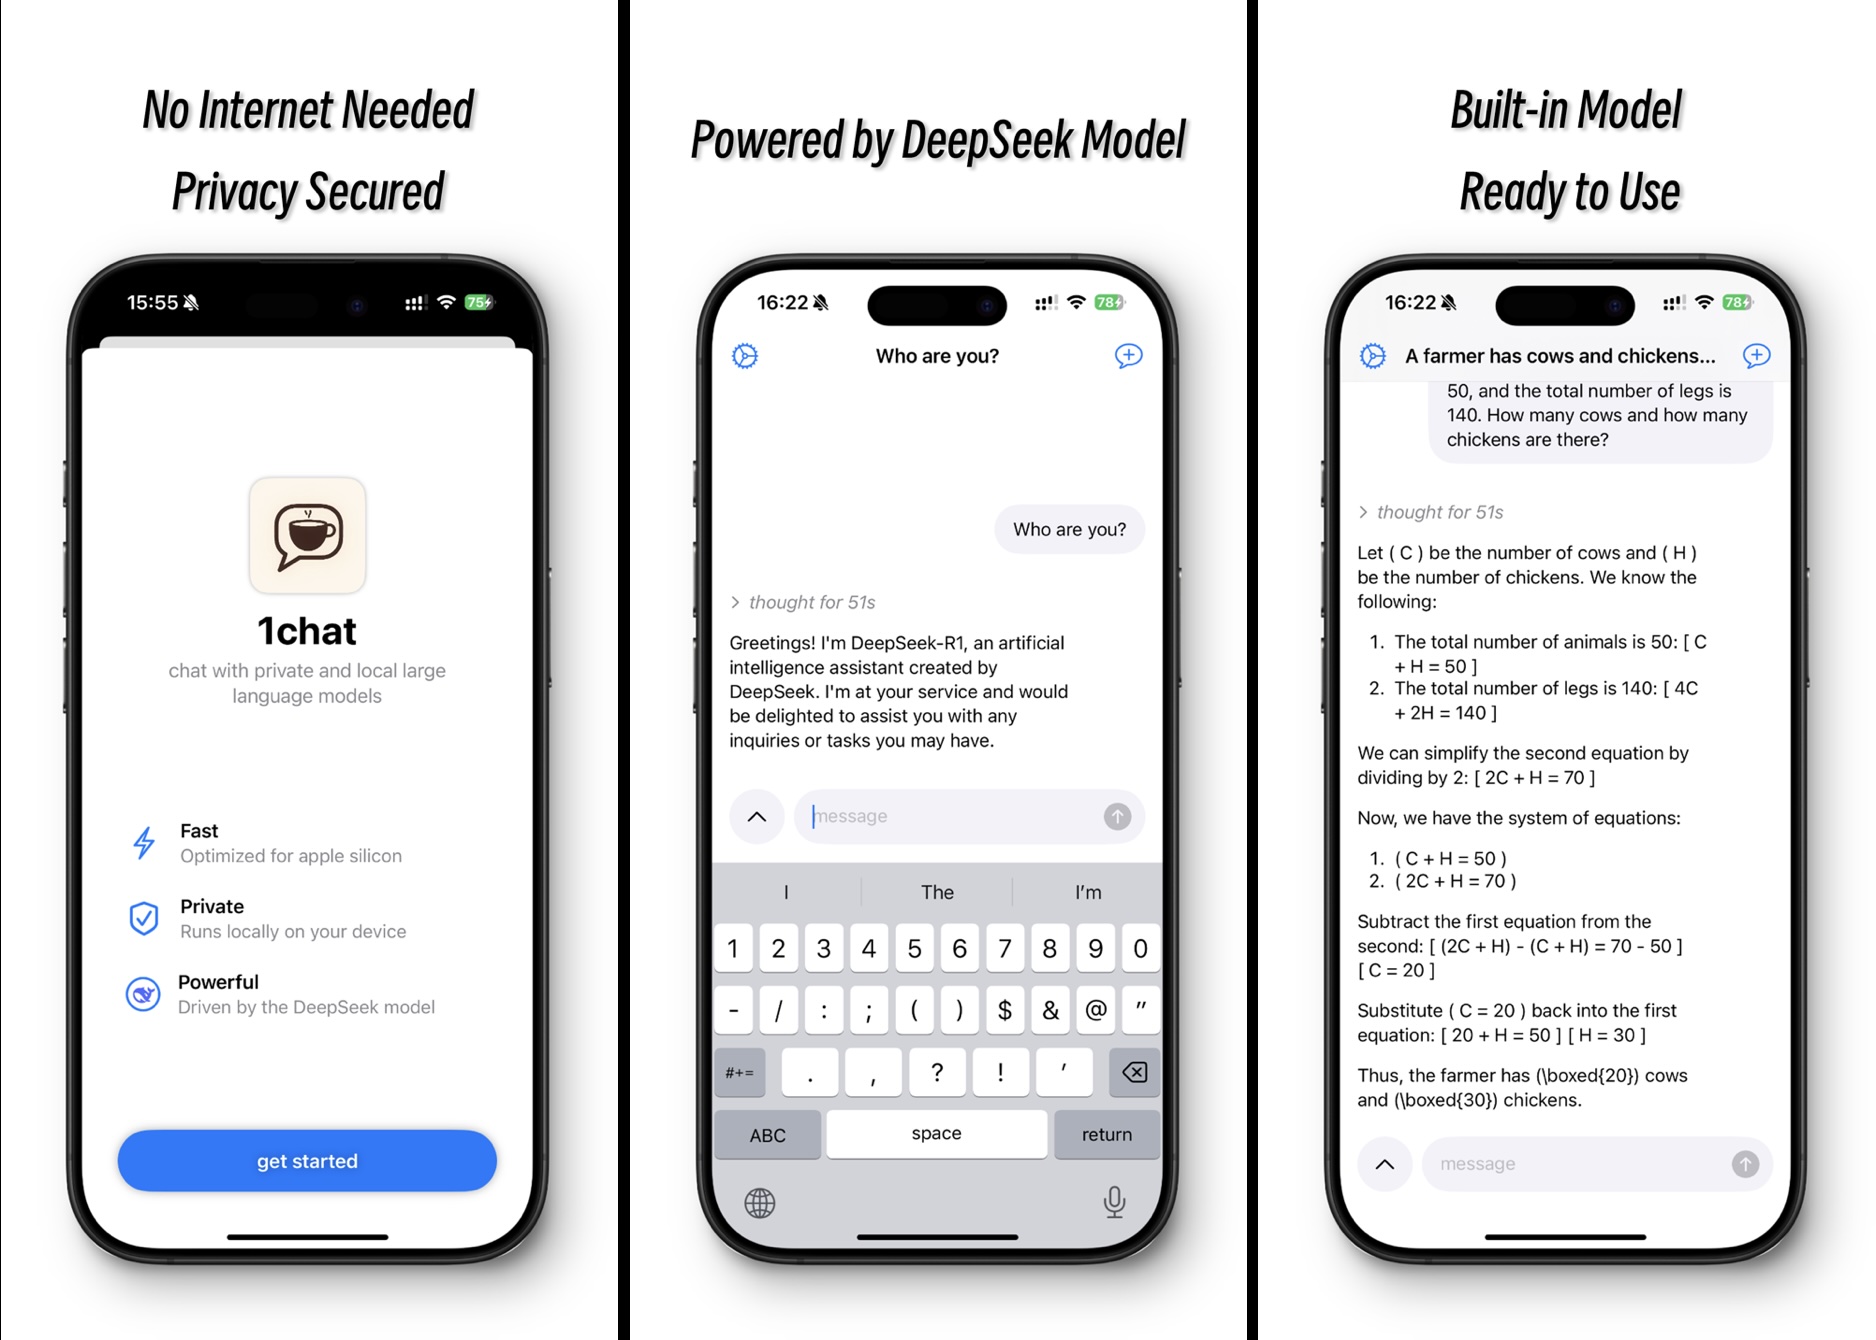 No Internet Needed
Privacy Secured
15:55
75
1chat
chat with private and local large
language models
Fast
Optimized for apple silicon
Private
Runs locally on your device
Powerful
Driven by the DeepSeek model
get started
Powered by DeepSeek Model
16:22
78
Who are you?
Who are you?
> thought for 51s
Greetings! I'm DeepSeek-R1, an artificial
intelligence assistant created by
DeepSeek. I'm at your service and would
be delighted to assist you with any
inquiries or tasks you may have.
message
I The I'm
1 2 3 4 5 6 7 8 9 0
- / : ; ( ) $ & @ "
#+= . , ? ! '
ABC space return
Built-in Model
Ready to Use
16:22
78
A farmer has cows and chickens...
50, and the total number of legs is
140. How many cows and how many
chickens are there?
> thought for 51s
Let ( C ) be the number of cows and ( H )
be the number of chickens. We know the
following:
1. The total number of animals is 50: [ C
+ H = 50 ]
2. The total number of legs is 140: [ 4C
+ 2H = 140 ]
We can simplify the second equation by
dividing by 2: [ 2C + H = 70 ]
Now, we have the system of equations:
1. ( C + H = 50 )
2. ( 2C + H = 70 )
Subtract the first equation from the
second: [ (2C + H) - (C + H) = 70 - 50 ]
[ C = 20 ]
Substitute ( C = 20 ) back into the first
equation: [ 20 + H = 50 ] [ H = 30 ]
Thus, the farmer has (\boxed{20}) cows
and (\boxed{30}) chickens.
message